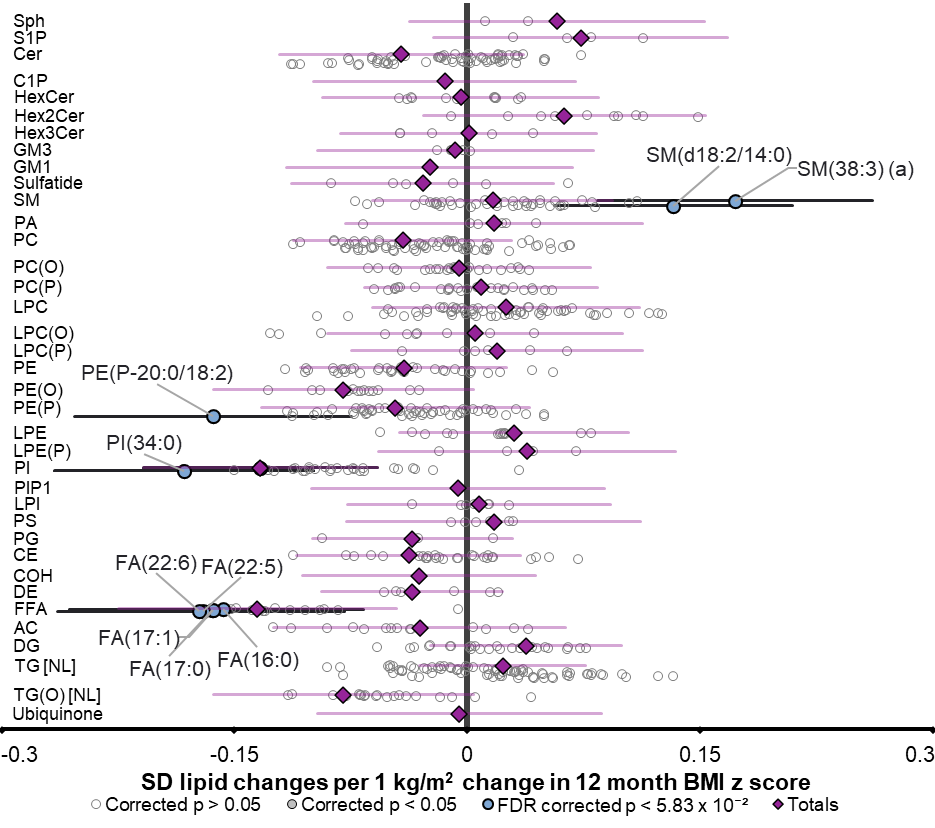 Sph
S1P
Cer
C1P
HexCer
Hex2Cer
Hex3Cer
GM3
SM(d18:2/14:0)
GM1
SM(38:3) (a)
Sulfatide
SM
PA
PC
PC(O)
PC(P)
LPC
LPC(O)
LPC(P)
PE
PE(P-20:0/18:2)
PE(O)
PE(P)
LPE
PI(34:0)
LPE(P)
PI
PIP1
LPI
PS
PG
CE
FA(22:6) FA(22:5)
COH
DE
FFA
AC
FA(17:1)
DG
FA(17:0) FA(16:0)
TG [NL]
TG(O) [NL]
Ubiquinone
-0.3 -0.15 0 0.15 0.3
SD lipid changes per 1 kg/m² change in 12 month BMI z score
Corrected p > 0.05 Corrected p < 0.05 FDR corrected p < 5.83 x 10⁻² Totals